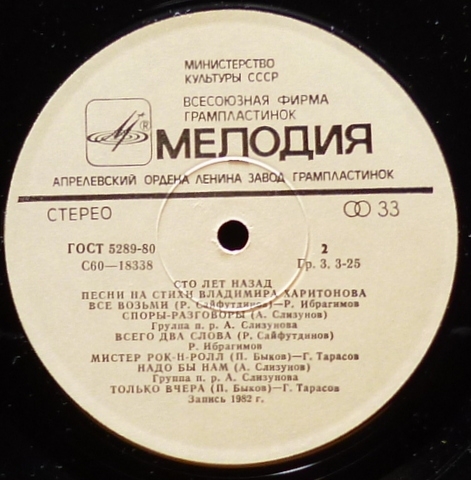 МИНИСТЕРСТВО
КУЛЬТУРЫ СССР
ВСЕСОЮЗНАЯ ФИРМА
ГРАМПЛАСТИНОК
МЕЛОДИЯ
АПРЕЛЕВСКИЙ ОРДЕНА ЛЕНИНА ЗАВОД ГРАМПЛАСТИНОК
СТЕРЕО 33
ГОСТ 5289-80 2
С60—18338 Гр. 3. 3-25
СТО ЛЕТ НАЗАД
ПЕСНИ НА СТИХИ ВЛАДИМИРА ХАРИТОНОВА
ВСЕ ВОЗЬМИ (Р. Сайфутдинов)—Р. Ибрагимов
СПОРЫ-РАЗГОВОРЫ (А. Слизунов)
Группа п. р. А. Слизунова
ВСЕГО ДВА СЛОВА (Р. Сайфутдинов)
Р. Ибрагимов
МИСТЕР РОК-Н-РОЛЛ (П. Быков)—Г. Тарасов
НАДО БЫ НАМ (А. Слизунов)
Группа п. р. А. Слизунова
ТОЛЬКО ВЧЕРА (П. Быков)—Г. Тарасов
Запись 1982 г.